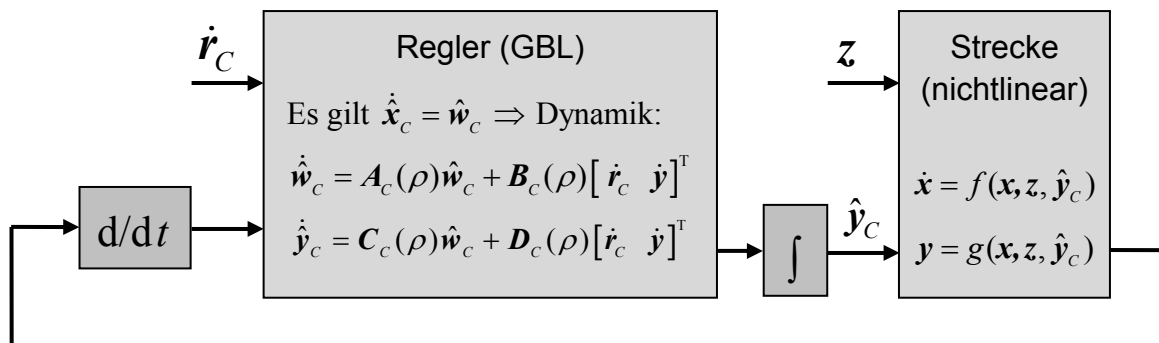 ṙ_C
Regler (GBL)
Es gilt x̂̇_C = ŵ_C ⇒ Dynamik:
ŵ̇_C = A_C(ρ)ŵ_C + B_C(ρ)[ṙ_C ẏ]^T
ŷ̇_C = C_C(ρ)ŵ_C + D_C(ρ)[ṙ_C ẏ]^T
d/dt
∫
ŷ_C
z
Strecke
(nichtlinear)
ẋ = f(x, z, ŷ_C)
y = g(x, z, ŷ_C)